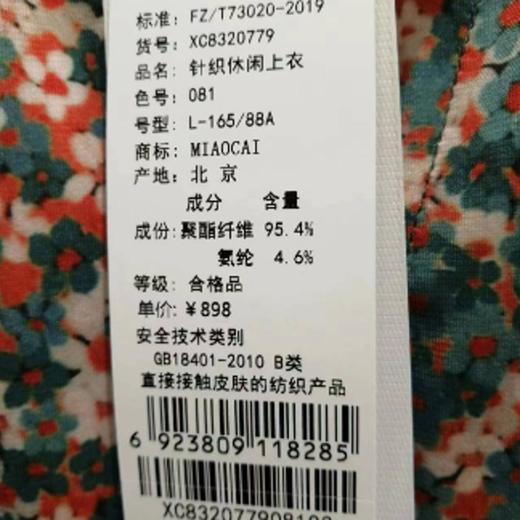 标准: FZ/T73020-2019
货号: XC8320779
品名: 针织休闲上衣
色号: 081
号型: L-165/88A
商标: MIAOCAI
产地: 北京
成分 含量
成份: 聚酯纤维 95.4%
氨纶 4.6%
等级: 合格品
单价: ¥898
安全技术类别
GB18401-2010 B类
直接接触皮肤的纺织产品
6 923809 118285